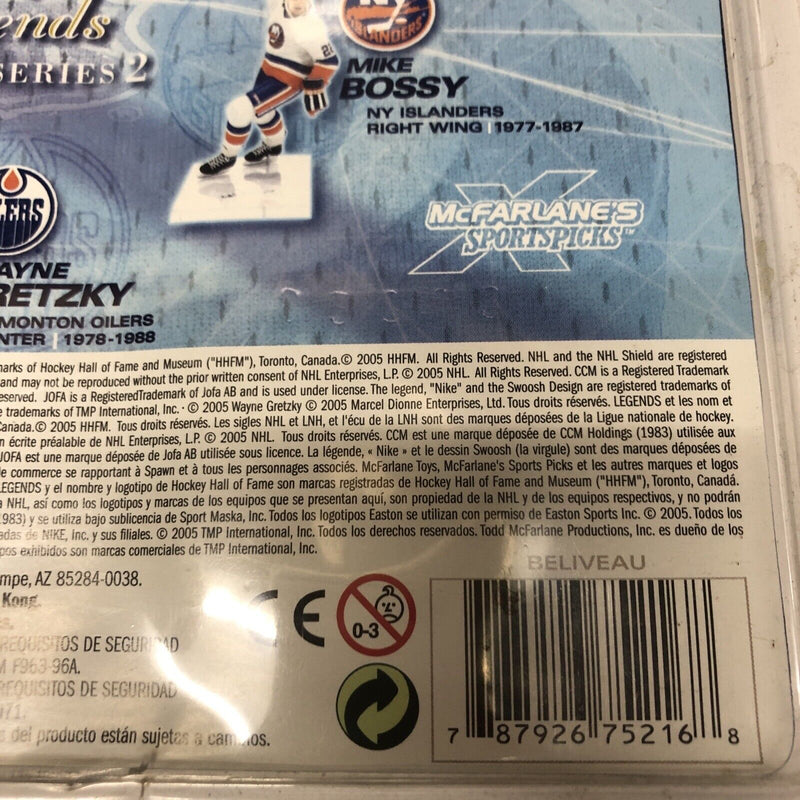 ends
SERIES 2
ISLANDERS
MIKE
BOSSY
NY ISLANDERS
RIGHT WING | 1977-1987
LERS
McFARLANE'S
SPORTSPICKS™
AYNE
RETZKY
MONTON OILERS
NTER | 1978-1988
arks of Hockey Hall of Fame and Museum ("HHFM"), Toronto, Canada.© 2005 HHFM. All Rights Reserved. NHL and the NHL Shield are registered
and may not be reproduced without the prior written consent of NHL Enterprises, L.P. © 2005 NHL. All Rights Reserved. CCM is a Registered Trademark
eserved. JOFA is a RegisteredTrademark of Jofa AB and is used under license. The legend, "Nike" and the Swoosh Design are registered trademarks of
e trademarks of TMP International, Inc. · © 2005 Wayne Gretzky © 2005 Marcel Dionne Enterprises, Ltd. Tous droits réservés. LEGENDS et les nom et
Canada.© 2005 HHFM. Tous droits réservés. Les sigles NHL et LNH, et l'écu de la LNH sont des marques déposées de la Ligue nationale de hockey.
n écrite préalable de NHL Enterprises, L.P. © 2005 NHL. Tous droits réservés. CCM est une marque déposée de CCM Holdings (1983) utilisée aux
JOFA est une marque déposée de Jofa AB utilisée sous licence. La légende, « Nike » et le dessin Swoosh (la virgule) sont des marques déposées de
de commerce se rapportant à Spawn et à tous les personnages associés. McFarlane Toys, McFarlane's Sports Picks et les autres marques et logos
LEGENDS y el nombre y logotipo de Hockey Hall of Fame son marcas registradas de Hockey Hall of Fame and Museum ("HHFM"), Toronto, Canadá.
a NHL, así como los logotipos y marcas de los equipos que se presentan aquí, son propiedad de la NHL y de los equipos respectivos, y no podrán
983) y se utiliza bajo sublicencia de Sport Maska, Inc. Todos los logotipos Easton se utilizan con permiso de Easton Sports Inc. © 2005. Todos los
adas de NIKE, Inc. y sus filiales. © 2005 TMP International, Inc. Todos los derechos reservados. Todd McFarlane Productions, Inc. es dueño de los
pos exhibidos son marcas comerciales de TMP International, Inc.
BELIVEAU
mpe, AZ 85284-0038.
Kong.
s.
REQUISITOS DE SEGURIDAD
M F963-96A.
REQUISITOS DE SEGURIDAD
071.
s del producto están sujetas a cambios.
CE
0-3
7 87926 75216 8